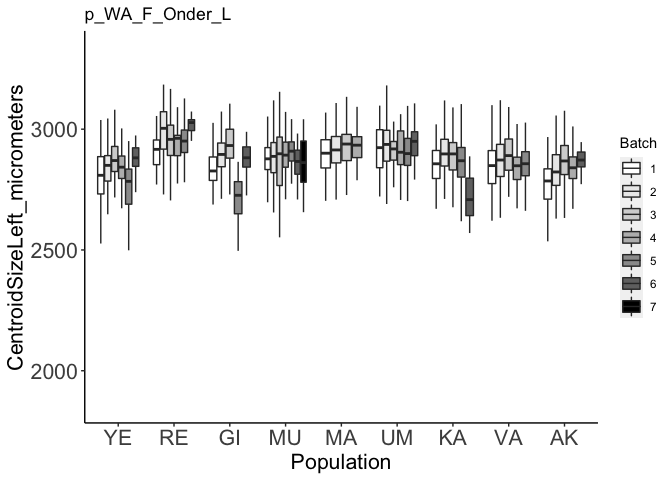 p_WA_F_Onder_L
CentroidSizeLeft_micrometers
3000
2500
2000
YE RE GI MU MA UM KA VA AK
Population
Batch
1
2
3
4
5
6
7